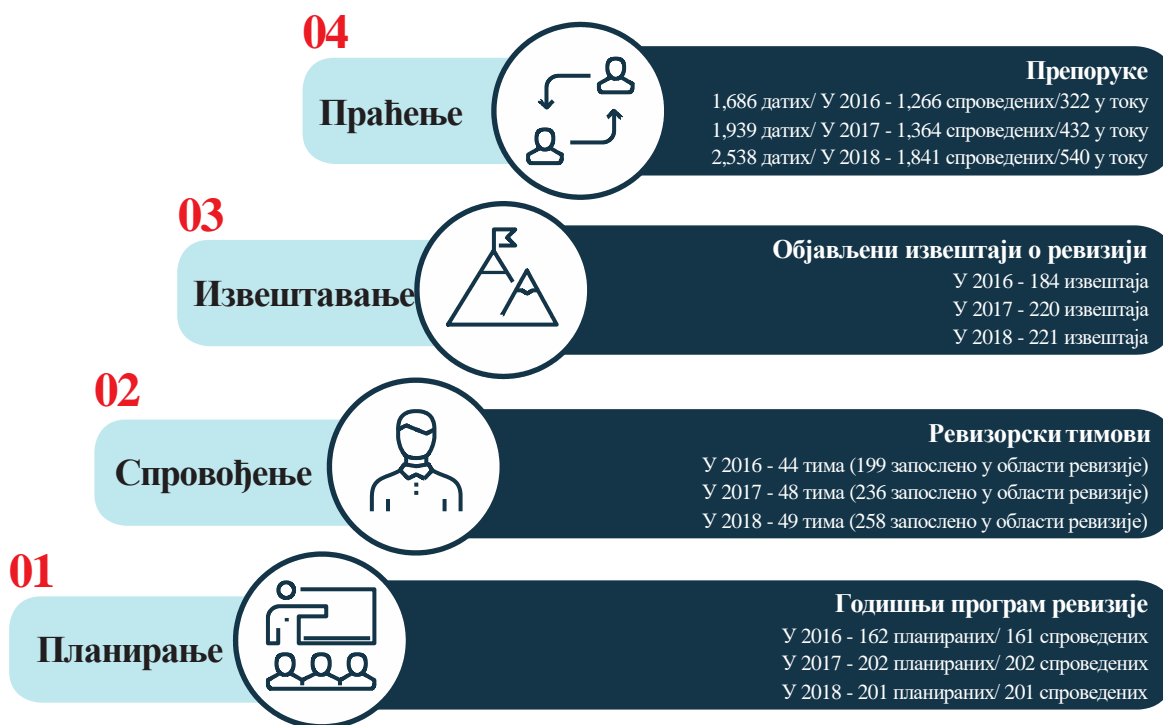 04
Праћење
Препоруке
1,686 датих/ У 2016 - 1,266 спроведених/322 у току
1,939 датих/ У 2017 - 1,364 спроведених/432 у току
2,538 датих/ У 2018 - 1,841 спроведених/540 у току
03
Извештавање
Објављени извештаји о ревизији
У 2016 - 184 извештаја
У 2017 - 220 извештаја
У 2018 - 221 извештаја
02
Спровођење
Ревизорски тимови
У 2016 - 44 тима (199 запослено у области ревизије)
У 2017 - 48 тима (236 запослено у области ревизије)
У 2018 - 49 тима (258 запослено у области ревизије)
01
Планирање
Годишњи програм ревизије
У 2016 - 162 планираних/ 161 спроведених
У 2017 - 202 планираних/ 202 спроведених
У 2018 - 201 планираних/ 201 спроведених